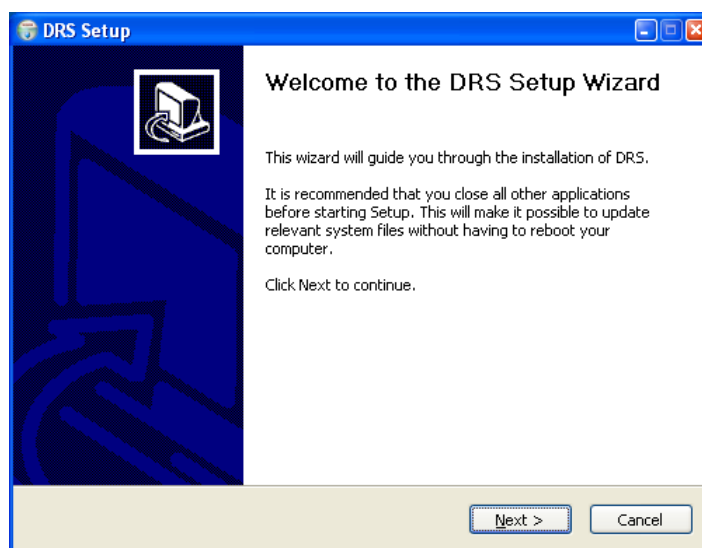 DRS Setup
Welcome to the DRS Setup Wizard
This wizard will guide you through the installation of DRS.
It is recommended that you close all other applications
before starting Setup. This will make it possible to update
relevant system files without having to reboot your
computer.
Click Next to continue.
Next >
Cancel